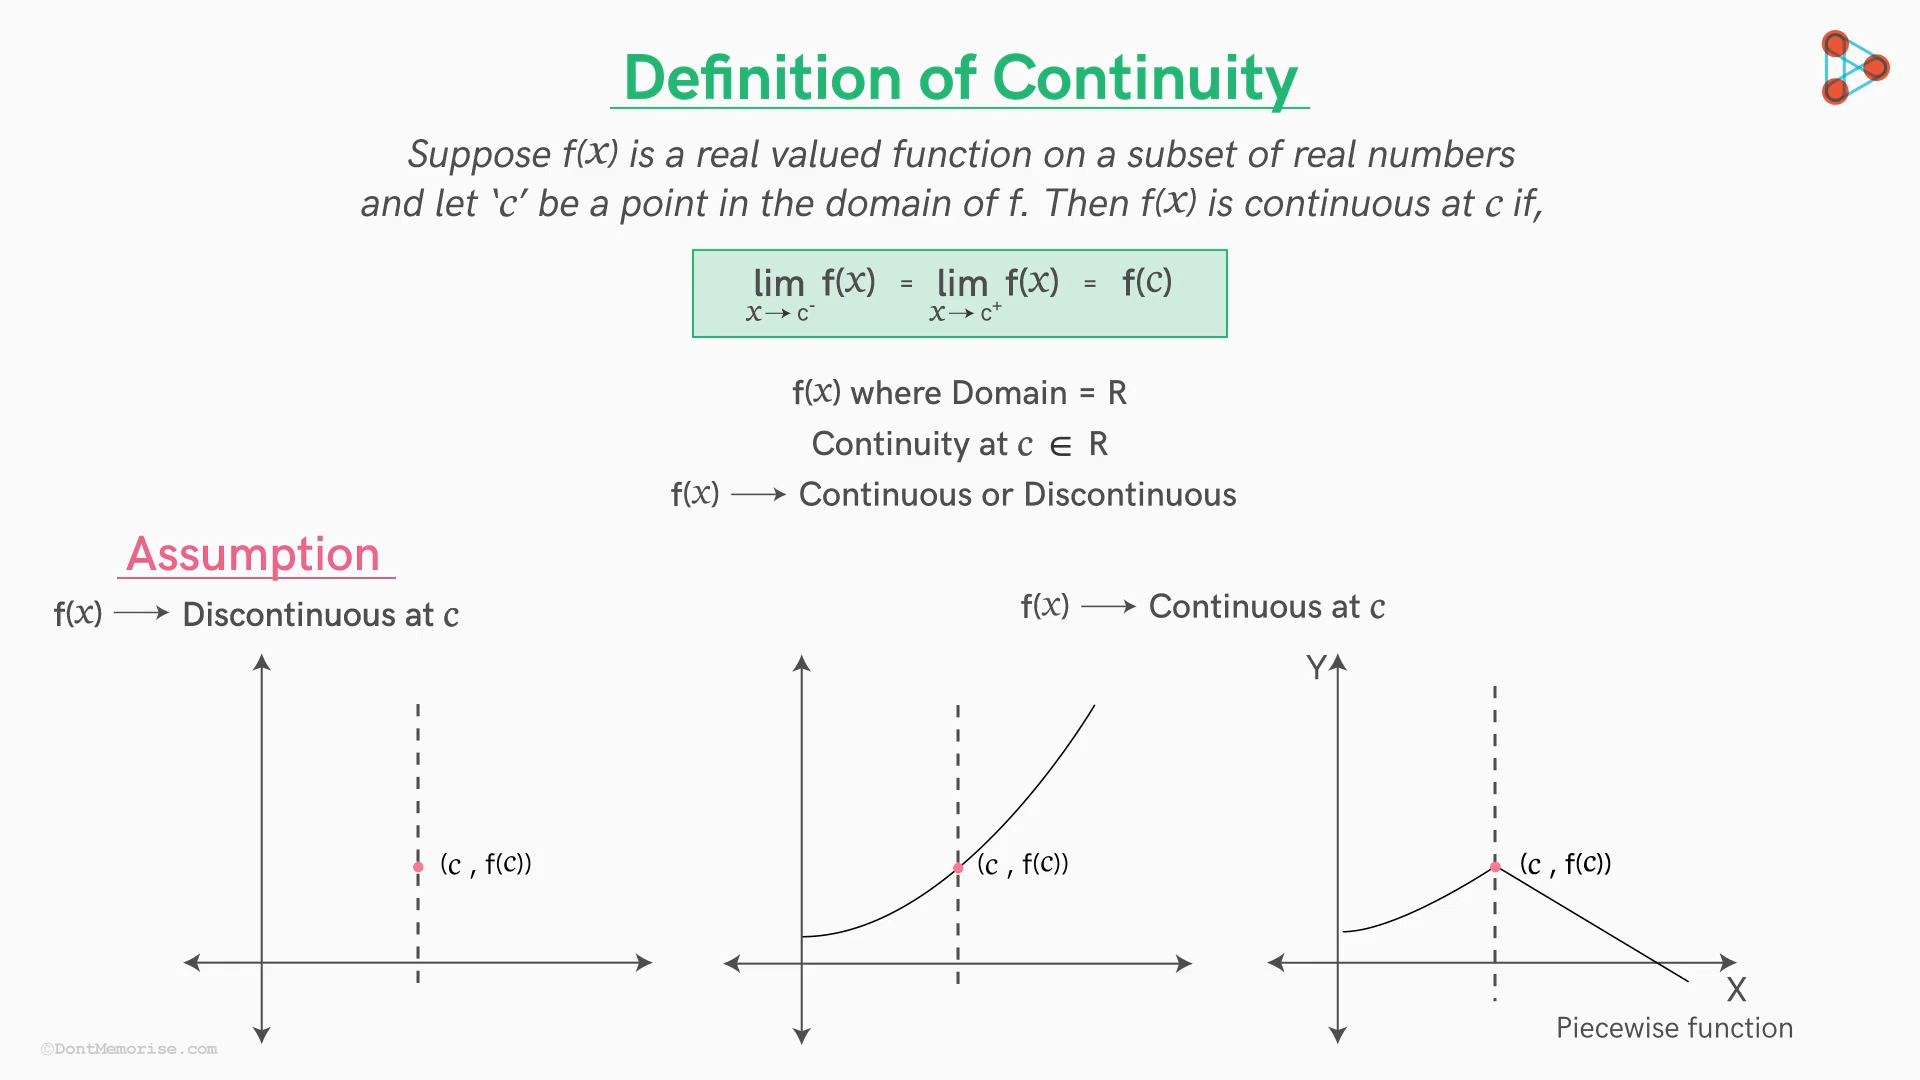 Definition of Continuity
Suppose f(x) is a real valued function on a subset of real numbers
and let ‘c’ be a point in the domain of f. Then f(x) is continuous at c if,
lim f(x) = lim f(x) = f(c)
x→ c⁻ x→ c⁺
f(x) where Domain = R
Continuity at c ∈ R
f(x) ⟶ Continuous or Discontinuous
Assumption
f(x) ⟶ Discontinuous at c
f(x) ⟶ Continuous at c
Y
(c , f(c))
(c , f(c))
(c , f(c))
X
Piecewise function
©DontMemorise.com